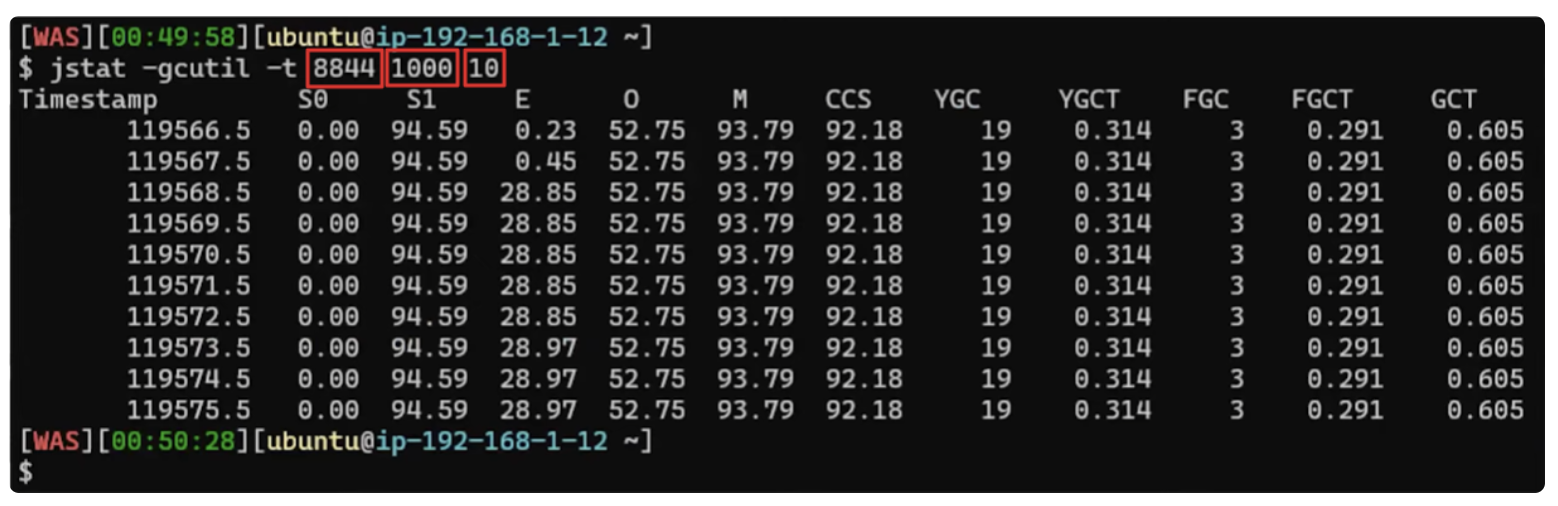 [WAS][00:49:58][ubuntu@ip-192-168-1-12 ~]
$ jstat -gcutil -t 8844 1000 10
Timestamp S0 S1 E O M CCS YGC YGCT FGC FGCT GCT
119566.5 0.00 94.59 0.23 52.75 93.79 92.18 19 0.314 3 0.291 0.605
119567.5 0.00 94.59 0.45 52.75 93.79 92.18 19 0.314 3 0.291 0.605
119568.5 0.00 94.59 28.85 52.75 93.79 92.18 19 0.314 3 0.291 0.605
119569.5 0.00 94.59 28.85 52.75 93.79 92.18 19 0.314 3 0.291 0.605
119570.5 0.00 94.59 28.85 52.75 93.79 92.18 19 0.314 3 0.291 0.605
119571.5 0.00 94.59 28.85 52.75 93.79 92.18 19 0.314 3 0.291 0.605
119572.5 0.00 94.59 28.85 52.75 93.79 92.18 19 0.314 3 0.291 0.605
119573.5 0.00 94.59 28.97 52.75 93.79 92.18 19 0.314 3 0.291 0.605
119574.5 0.00 94.59 28.97 52.75 93.79 92.18 19 0.314 3 0.291 0.605
119575.5 0.00 94.59 28.97 52.75 93.79 92.18 19 0.314 3 0.291 0.605
[WAS][00:50:28][ubuntu@ip-192-168-1-12 ~]
$